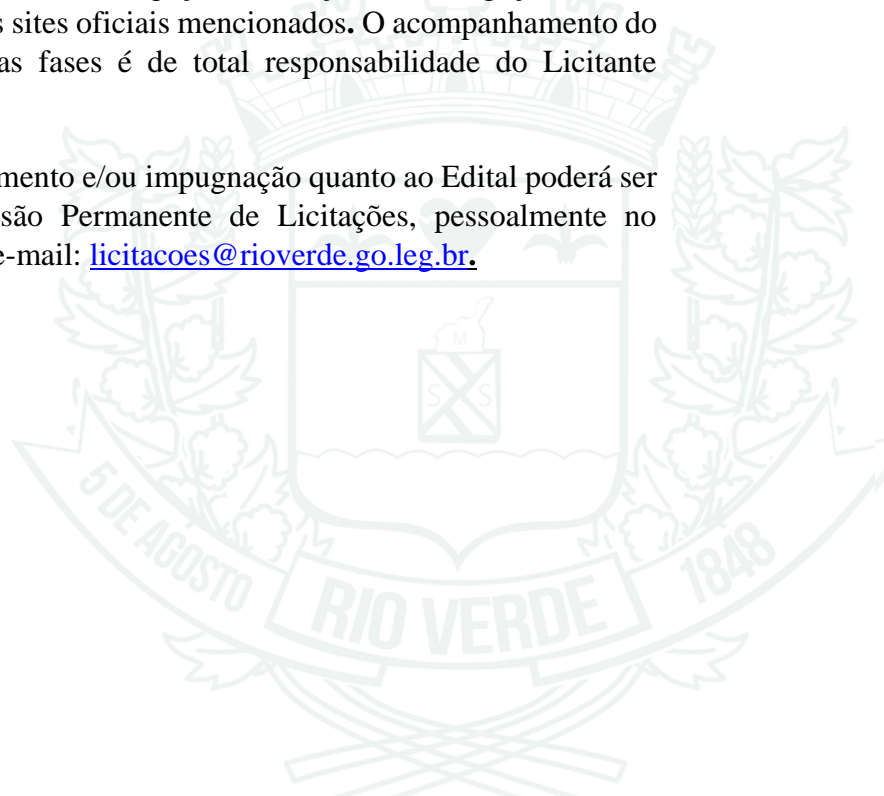 s sites oficiais mencionados. O acompanhamento do
as fases é de total responsabilidade do Licitante
mento e/ou impugnação quanto ao Edital poderá ser
são Permanente de Licitações, pessoalmente no
e-mail: licitacoes@rioverde.go.leg.br.
M
S S
5 DE AGOSTO
RIO VERDE
1848